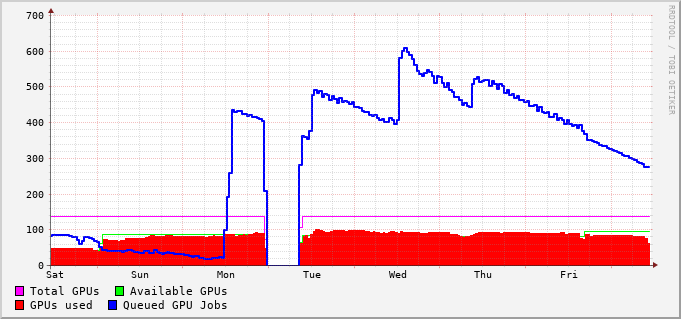 700
600
500
400
300
200
100
0
Sat Sun Mon Tue Wed Thu Fri
Total GPUs Available GPUs
GPUs used Queued GPU Jobs
RRDTOOL / TOBI OETIKER